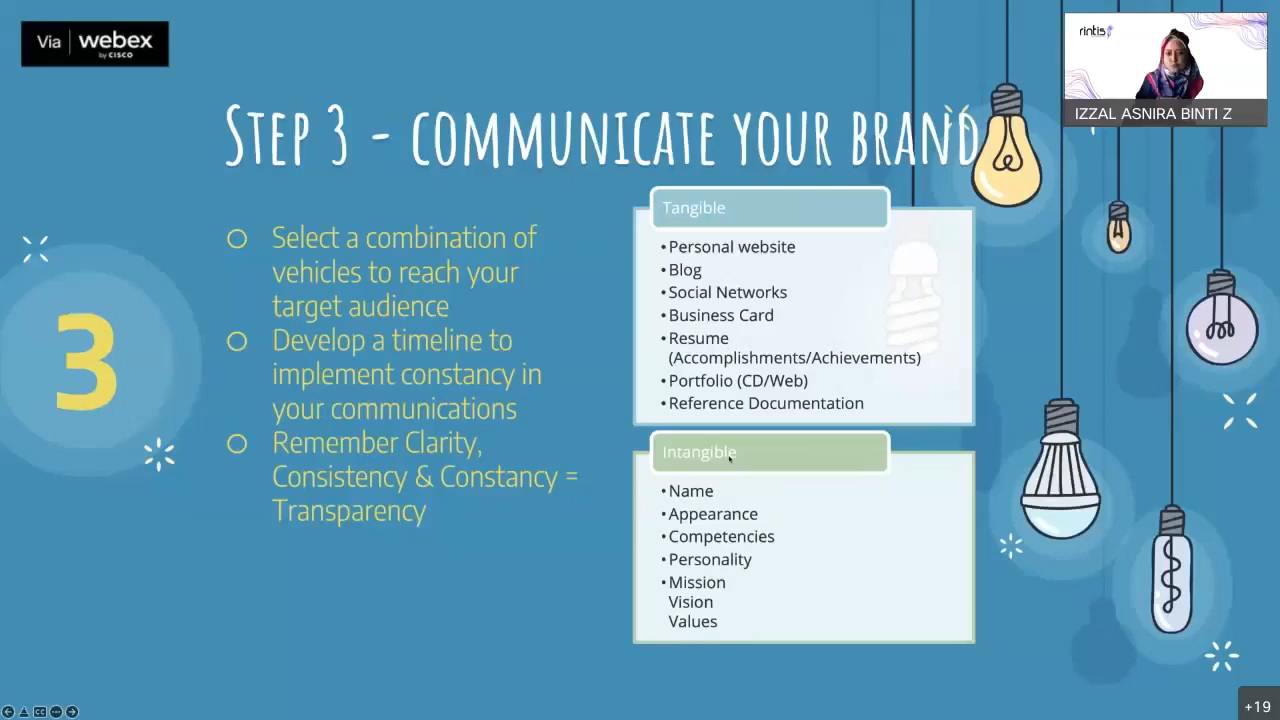 Via webex
by CISCO
rintis
IZZAL ASNIRA BINTI Z
STEP 3 - COMMUNICATE YOUR BRAND
3
Select a combination of
vehicles to reach your
target audience
Develop a timeline to
implement constancy in
your communications
Remember Clarity,
Consistency & Constancy =
Transparency
Tangible
•Personal website
•Blog
•Social Networks
•Business Card
•Resume
(Accomplishments/Achievements)
•Portfolio (CD/Web)
•Reference Documentation
Intangible
•Name
•Appearance
•Competencies
•Personality
•Mission
Vision
Values
CC
+19